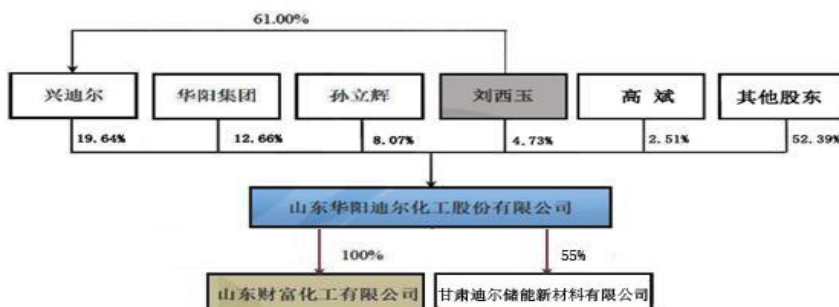 61.00%
兴迪尔 华阳集团 孙立辉 刘西玉 高 斌 其他股东
19.64% 12.66% 8.07% 4.73% 2.51% 52.39%
山东华阳迪尔化工股份有限公司
100% 55%
山东财富化工有限公司 甘肃迪尔储能新材料有限公司